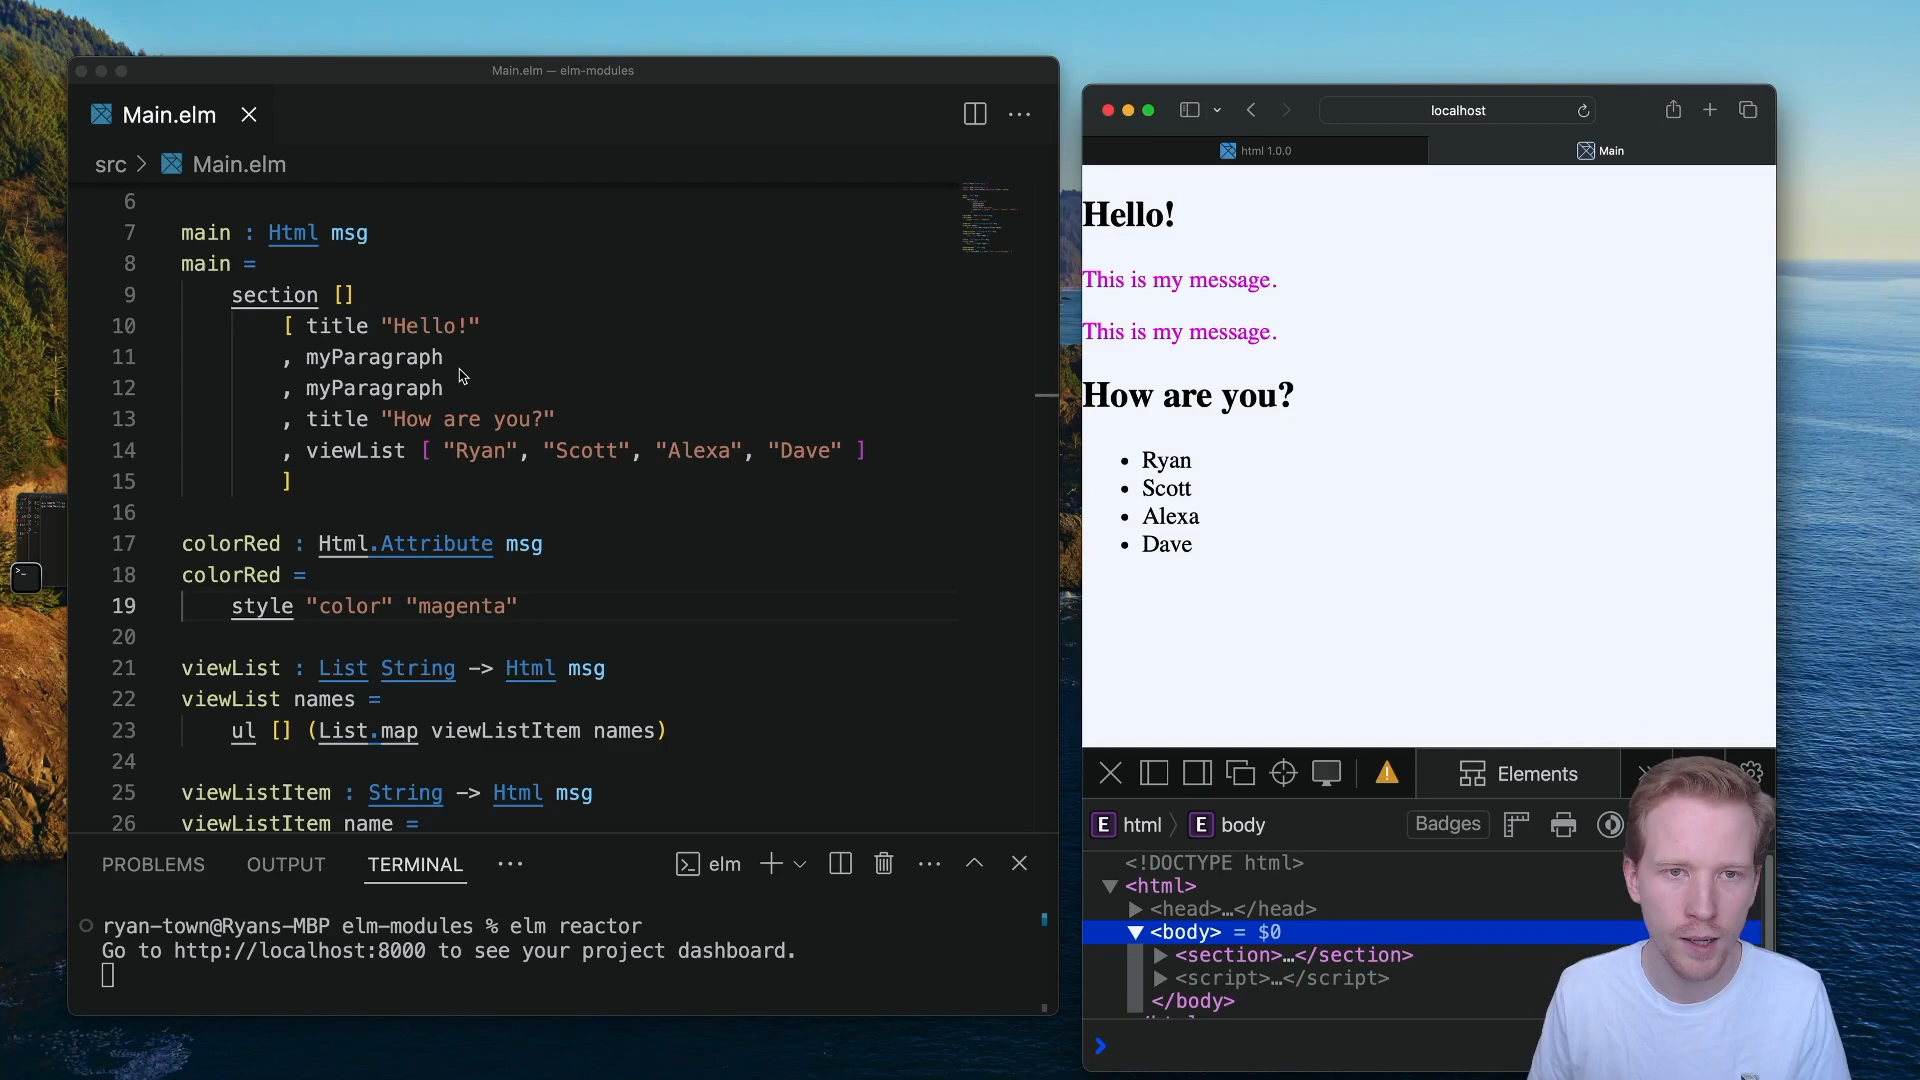 Main.elm — elm-modules
Main.elm
src > Main.elm
6
7 main : Html msg
8 main =
9 section []
10 [ title "Hello!"
11 , myParagraph
12 , myParagraph
13 , title "How are you?"
14 , viewList [ "Ryan", "Scott", "Alexa", "Dave" ]
15 ]
16
17 colorRed : Html.Attribute msg
18 colorRed =
19 style "color" "magenta"
20
21 viewList : List String -> Html msg
22 viewList names =
23 ul [] (List.map viewListItem names)
24
25 viewListItem : String -> Html msg
26 viewListItem name =
PROBLEMS OUTPUT TERMINAL
elm
ryan-town@Ryans-MBP elm-modules % elm reactor
Go to http://localhost:8000 to see your project dashboard.
localhost
html 1.0.0
Main
Hello!
This is my message.
This is my message.
How are you?
• Ryan
• Scott
• Alexa
• Dave
Elements
E html E body
Badges
<!DOCTYPE html>
<html>
<head>…</head>
<body> = $0
<section>…</section>
<script>…</script>
</body>